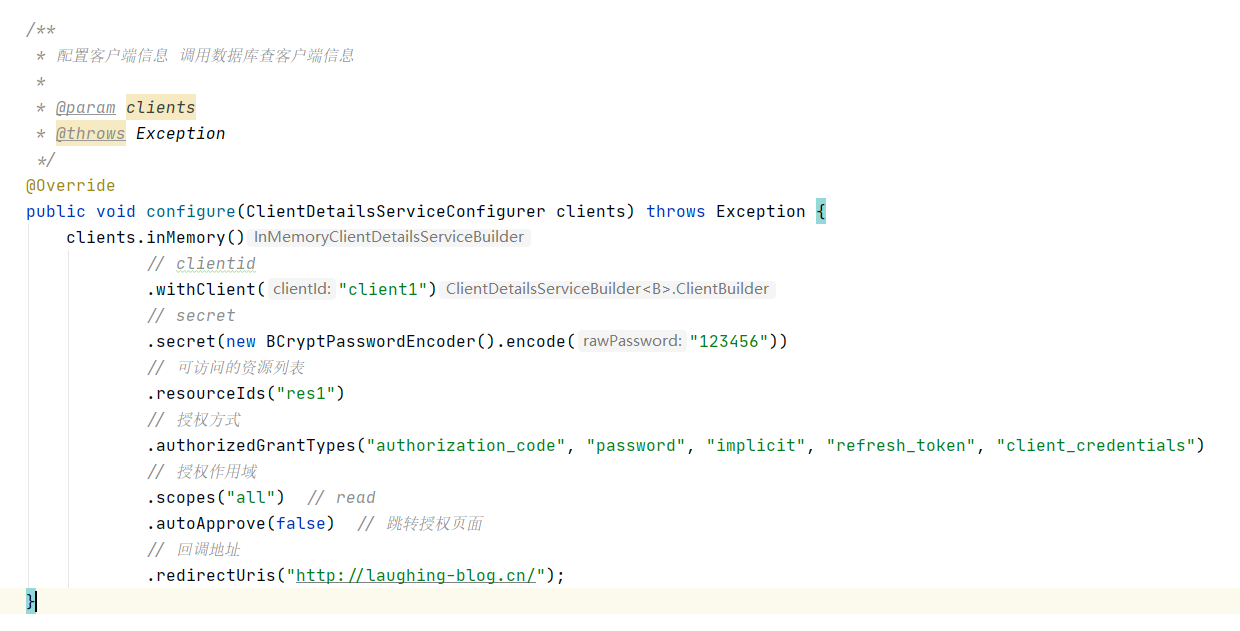 /**
 * 配置客户端信息 调用数据库查客户端信息
 *
 * @param clients
 * @throws Exception
 */
@Override
public void configure(ClientDetailsServiceConfigurer clients) throws Exception {
    clients.inMemory() InMemoryClientDetailsServiceBuilder
            // clientid
            .withClient( clientId: "client1") ClientDetailsServiceBuilder<B>.ClientBuilder
            // secret
            .secret(new BCryptPasswordEncoder().encode( rawPassword: "123456"))
            // 可访问的资源列表
            .resourceIds("res1")
            // 授权方式
            .authorizedGrantTypes("authorization_code", "password", "implicit", "refresh_token", "client_credentials")
            // 授权作用域
            .scopes("all")  // read
            .autoApprove(false)  // 跳转授权页面
            // 回调地址
            .redirectUris("http://laughing-blog.cn/");
}